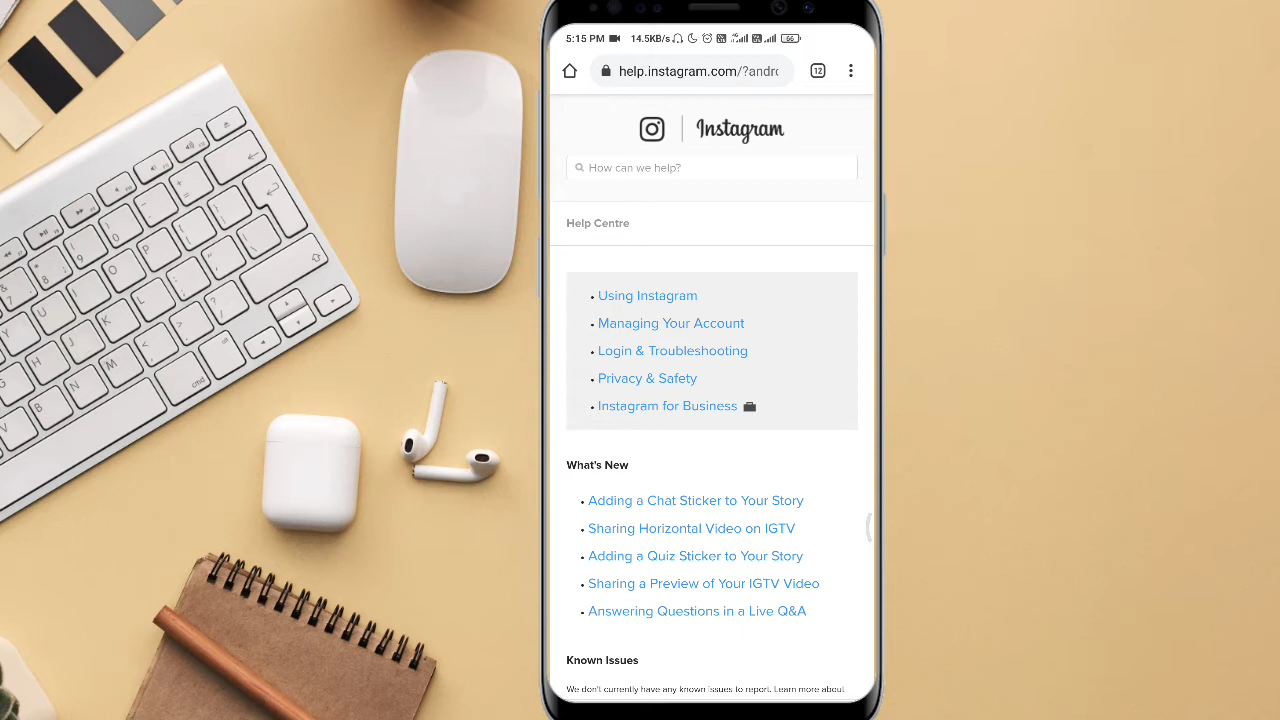 5:15 PM 14.5KB/s 66
help.instagram.com/?andro 12
Instagram
How can we help?
Help Centre
• Using Instagram
• Managing Your Account
• Login & Troubleshooting
• Privacy & Safety
• Instagram for Business
What's New
• Adding a Chat Sticker to Your Story
• Sharing Horizontal Video on IGTV
• Adding a Quiz Sticker to Your Story
• Sharing a Preview of Your IGTV Video
• Answering Questions in a Live Q&A
Known Issues
We don't currently have any known issues to report. Learn more about